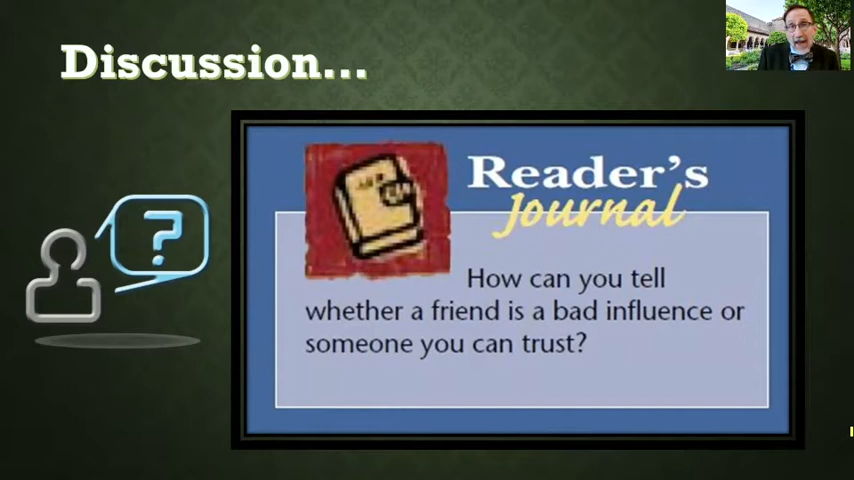 Discussion...
?
Reader's
Journal
How can you tell
whether a friend is a bad influence or
someone you can trust?